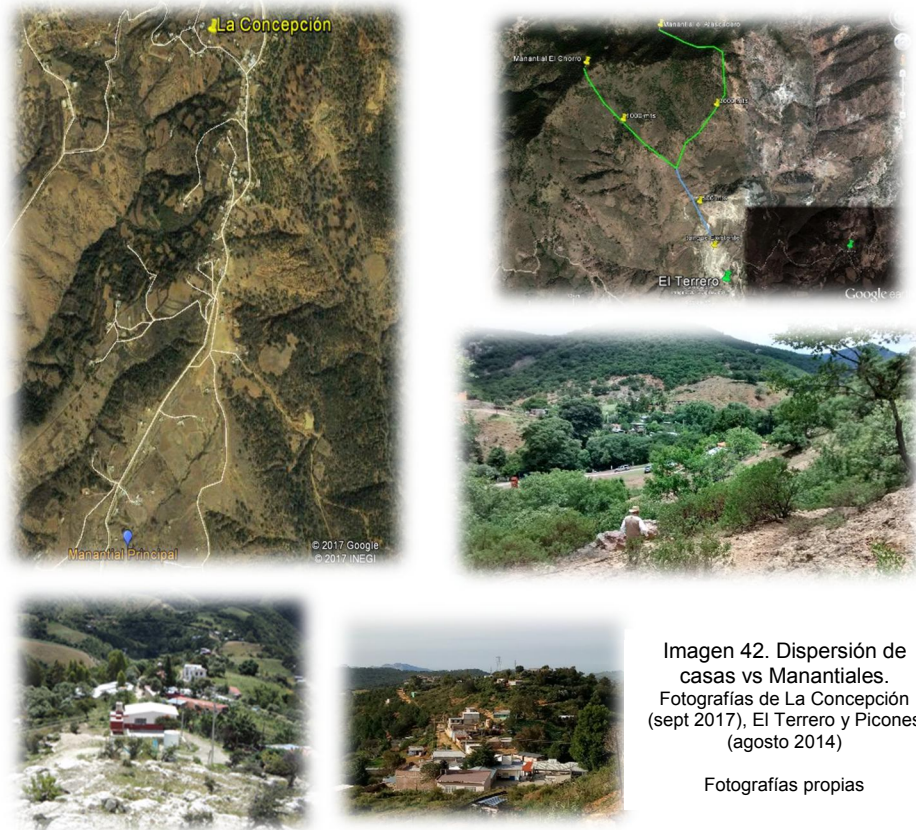 La Concepción
Manantial Principal
© 2017 Google
© 2017 INEGI
Manantial El Chorro
Manantial
El Terrero
Google
Imagen 42. Dispersión de
casas vs Manantiales.
Fotografías de La Concepción
(sept 2017), El Terrero y Picones
(agosto 2014)
Fotografías propias